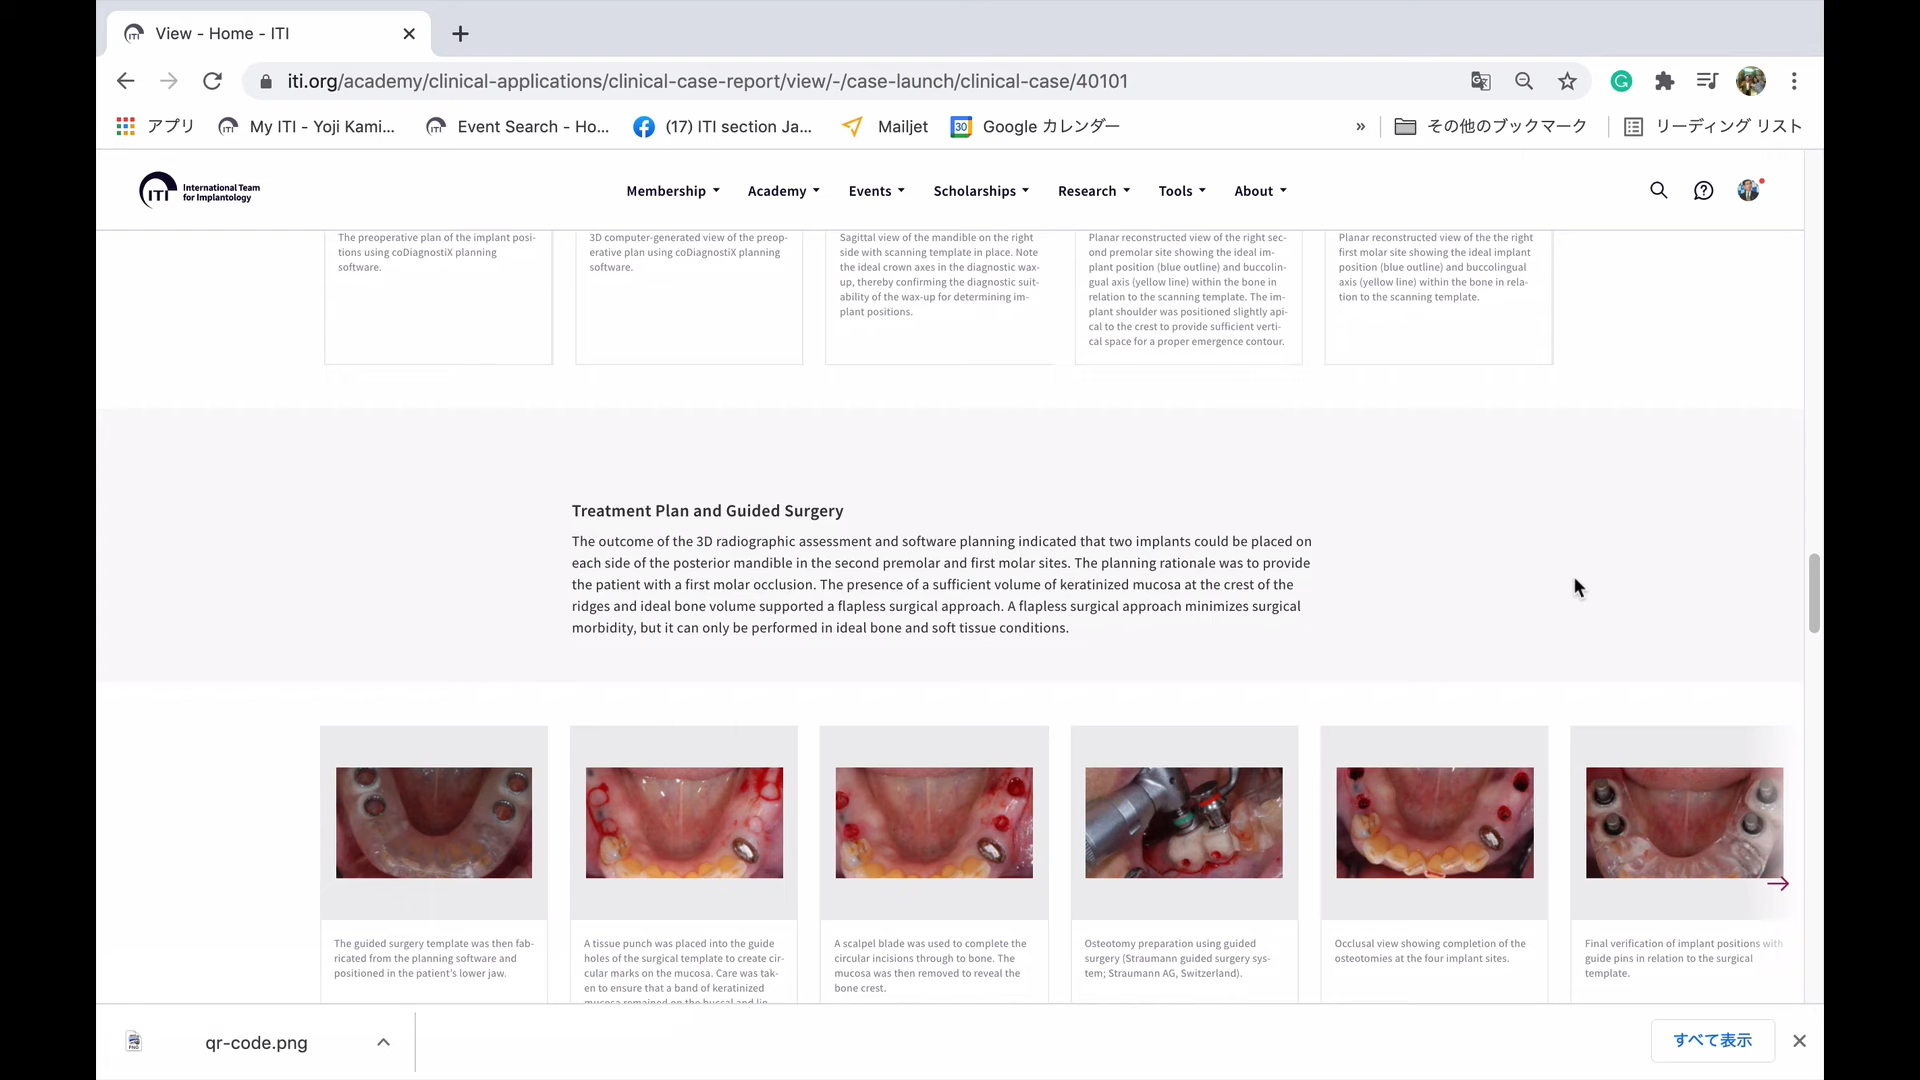 View - Home - ITI
iti.org/academy/clinical-applications/clinical-case-report/view/-/case-launch/clinical-case/40101
アプリ
My ITI - Yoji Kami...
Event Search - Ho...
(17) ITI section Ja...
Mailjet
30
Google カレンダー
»
その他のブックマーク
リーディング リスト
ITI
International Team
for Implantology
Membership
Academy
Events
Scholarships
Research
Tools
About
The preoperative plan of the implant posi-
tions using coDiagnostiX planning
software.
3D computer-generated view of the preop-
erative plan using coDiagnostiX planning
software.
Sagittal view of the mandible on the right
side with scanning template in place. Note
the ideal crown axes in the diagnostic wax-
up, thereby confirming the diagnostic suit-
ability of the wax-up for determining im-
plant positions.
Planar reconstructed view of the right sec-
ond premolar site showing the ideal im-
plant position (blue outline) and buccolin-
gual axis (yellow line) within the bone in
relation to the scanning template. The im-
plant shoulder was positioned slightly api-
cal to the crest to provide sufficient verti-
cal space for a proper emergence contour.
Planar reconstructed view of the the right
first molar site showing the ideal implant
position (blue outline) and buccolingual
axis (yellow line) within the bone in rela-
tion to the scanning template.
Treatment Plan and Guided Surgery
The outcome of the 3D radiographic assessment and software planning indicated that two implants could be placed on
each side of the posterior mandible in the second premolar and first molar sites. The planning rationale was to provide
the patient with a first molar occlusion. The presence of a sufficient volume of keratinized mucosa at the crest of the
ridges and ideal bone volume supported a flapless surgical approach. A flapless surgical approach minimizes surgical
morbidity, but it can only be performed in ideal bone and soft tissue conditions.
The guided surgery template was then fab-
ricated from the planning software and
positioned in the patient's lower jaw.
A tissue punch was placed into the guide
holes of the surgical template to create cir-
cular marks on the mucosa. Care was tak-
en to ensure that a band of keratinized
mucosa remained on the buccal and lin-
A scalpel blade was used to complete the
circular incisions through to bone. The
mucosa was then removed to reveal the
bone crest.
Osteotomy preparation using guided
surgery (Straumann guided surgery sys-
tem; Straumann AG, Switzerland).
Occlusal view showing completion of the
osteotomies at the four implant sites.
Final verification of implant positions with
guide pins in relation to the surgical
template.
qr-code.png
すべて表示